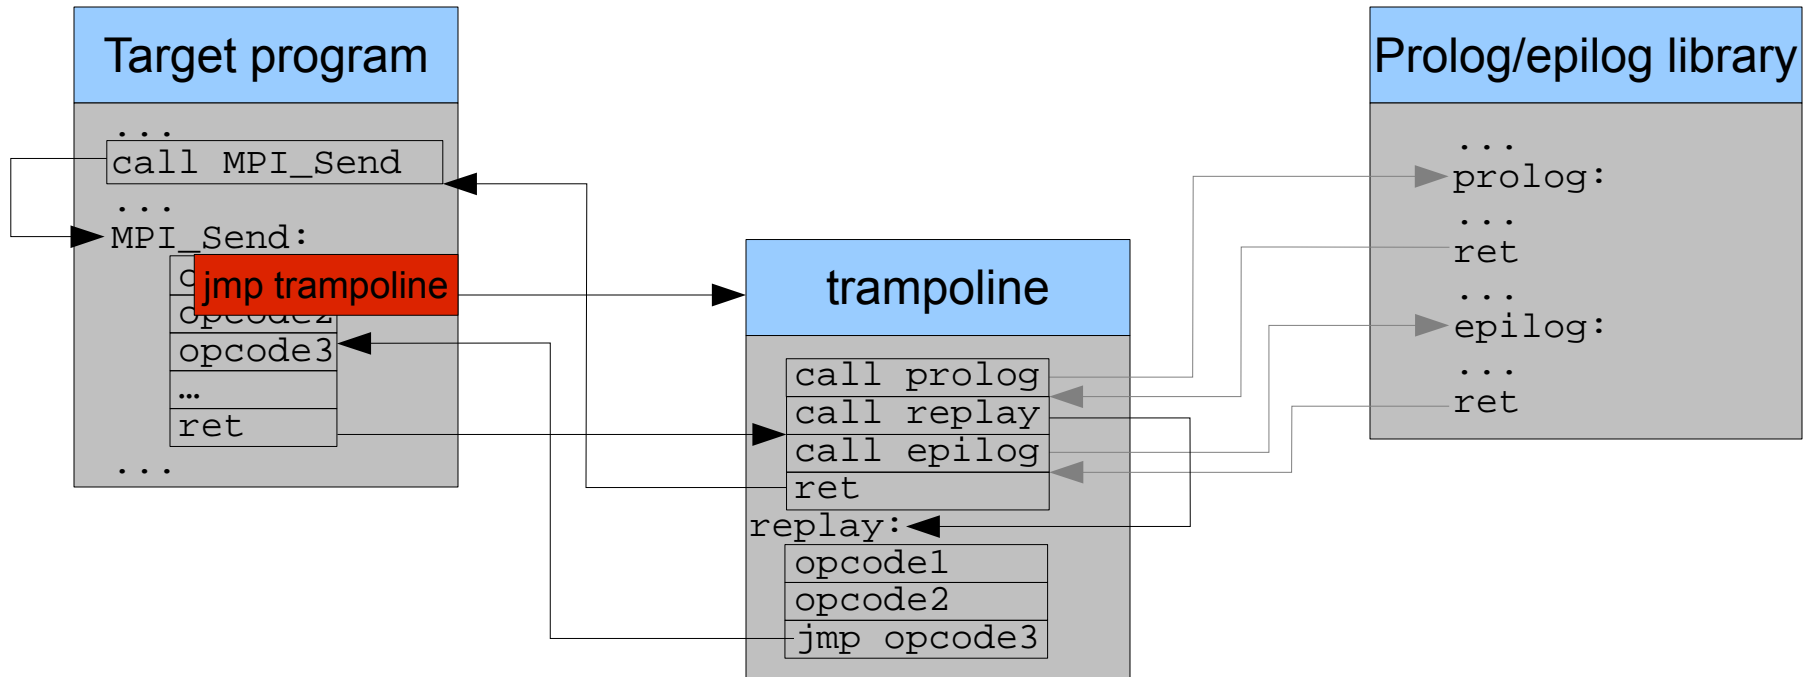 Target program
...
call MPI_Send
...
MPI_Send:
jmp trampoline
opcode2
opcode3
…
ret
...
trampoline
call prolog
call replay
call epilog
ret
replay:
opcode1
opcode2
jmp opcode3
Prolog/epilog library
...
prolog:
...
ret
...
epilog:
...
ret